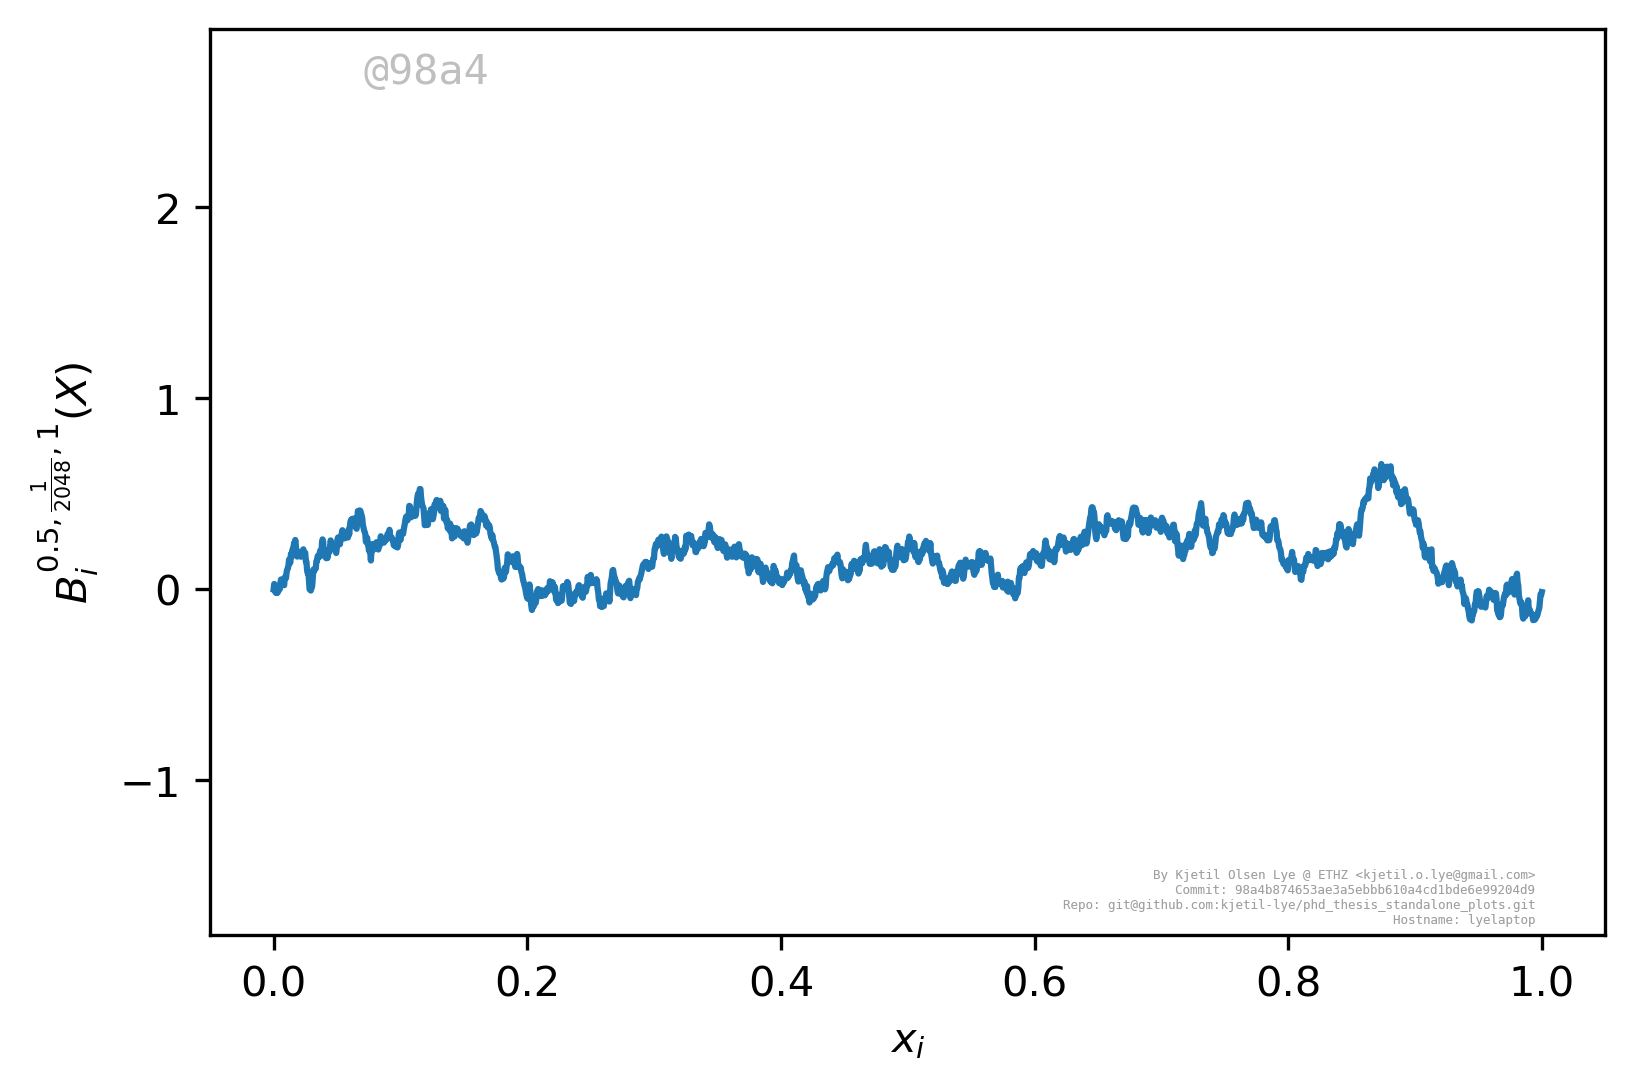 @98a4
2
1
0
−1
B_i^{0.5, \frac{1}{2048}, 1}(X)
By Kjetil Olsen Lye @ ETHZ <kjetil.o.lye@gmail.com>
Commit: 98a4b874653ae3a5ebbb610a4cd1bde6e99204d9
Repo: git@github.com:kjetil-lye/phd_thesis_standalone_plots.git
Hostname: lyelaptop
0.0 0.2 0.4 0.6 0.8 1.0
x_i